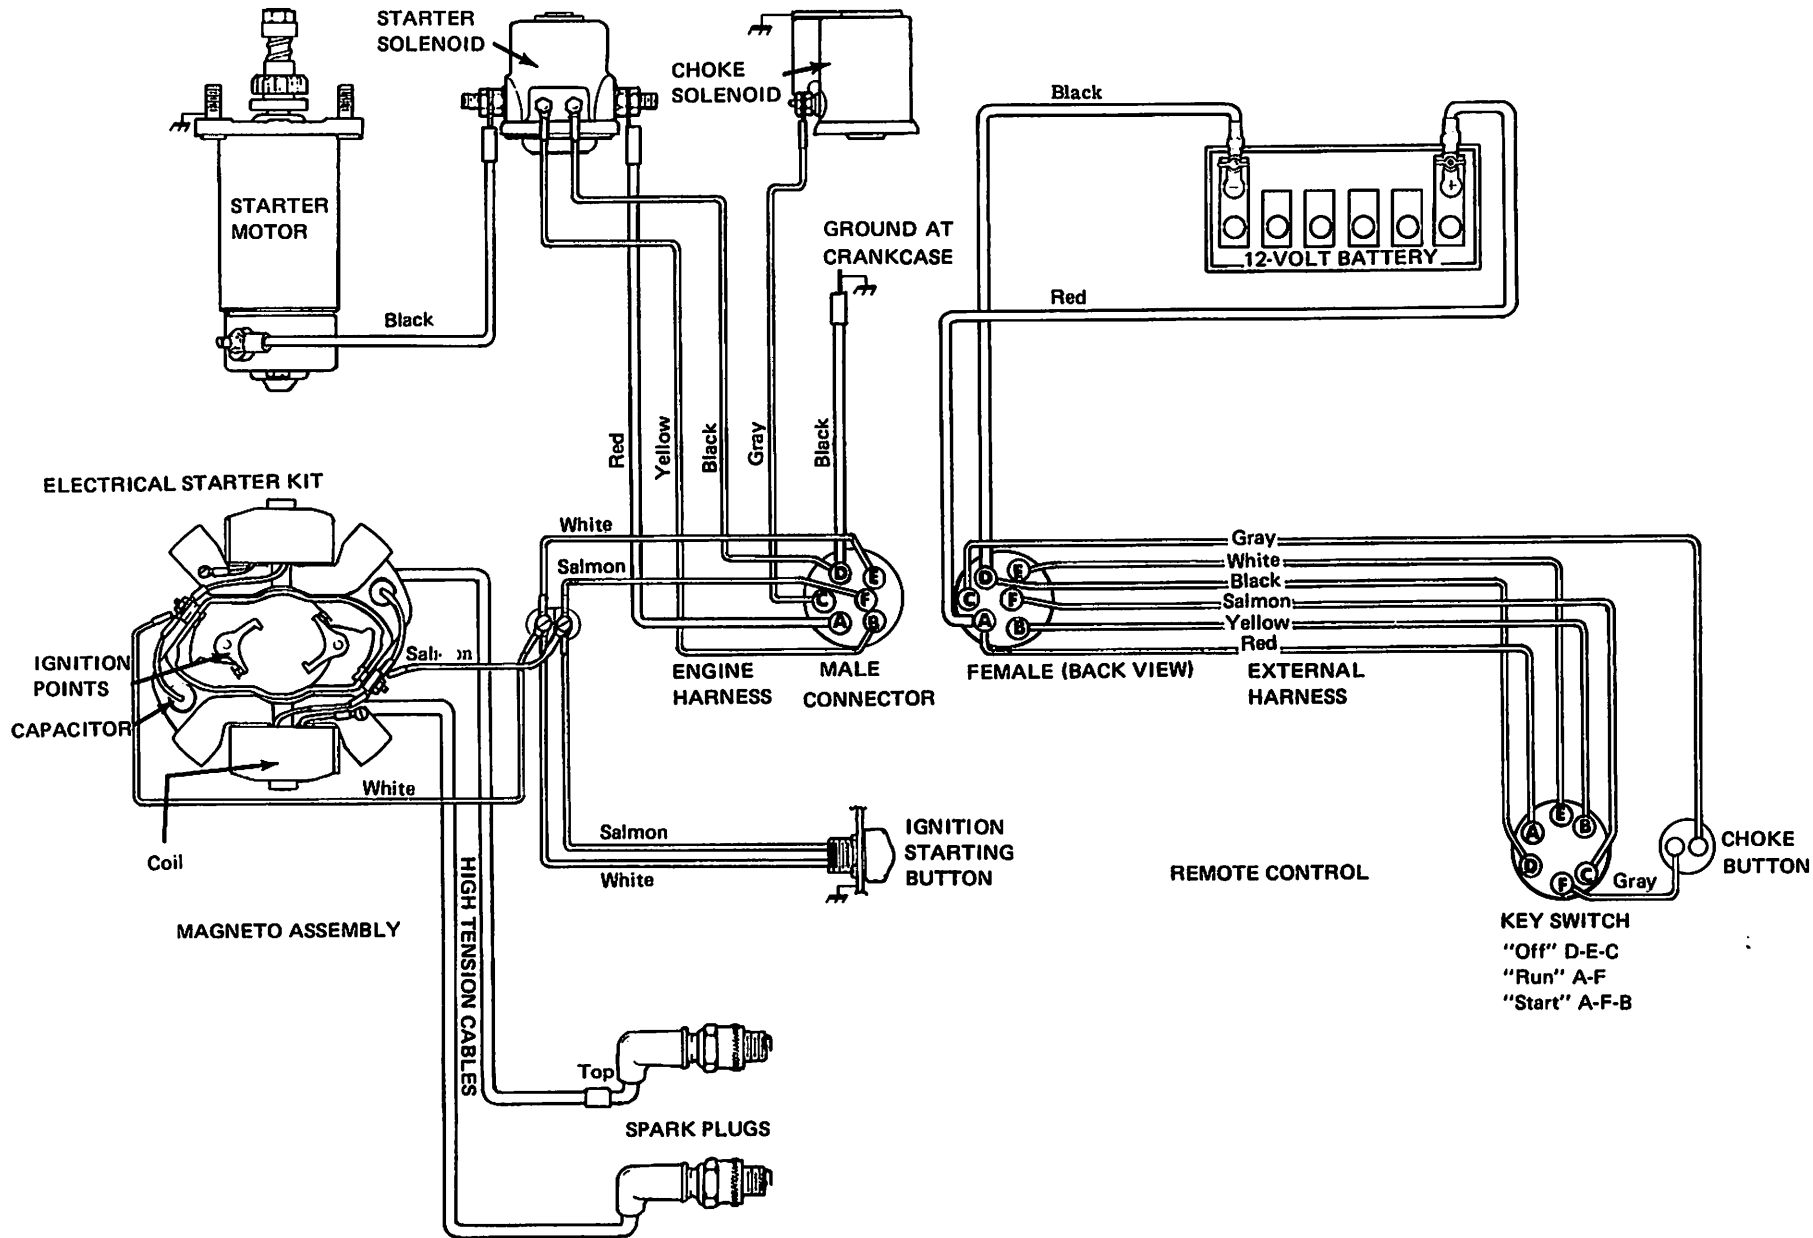 STARTER
SOLENOID
CHOKE
SOLENOID
Black
STARTER
MOTOR
GROUND AT
CRANKCASE
-
+
12-VOLT BATTERY
Red
Black
Red
Yellow
Black
Gray
Black
ELECTRICAL STARTER KIT
White
Salmon
D
E
C
F
A
B
D
E
C
F
A
B
Gray
White
Black
Salmon
Yellow
Red
IGNITION
POINTS
CAPACITOR
Coil
White
ENGINE
HARNESS
MALE
CONNECTOR
FEMALE (BACK VIEW)
EXTERNAL
HARNESS
Salmon
White
IGNITION
STARTING
BUTTON
REMOTE CONTROL
A
E
B
D
F
C
Gray
CHOKE
BUTTON
KEY SWITCH
"Off" D-E-C
"Run" A-F
"Start" A-F-B
MAGNETO ASSEMBLY
HIGH TENSION CABLES
Top
SPARK PLUGS